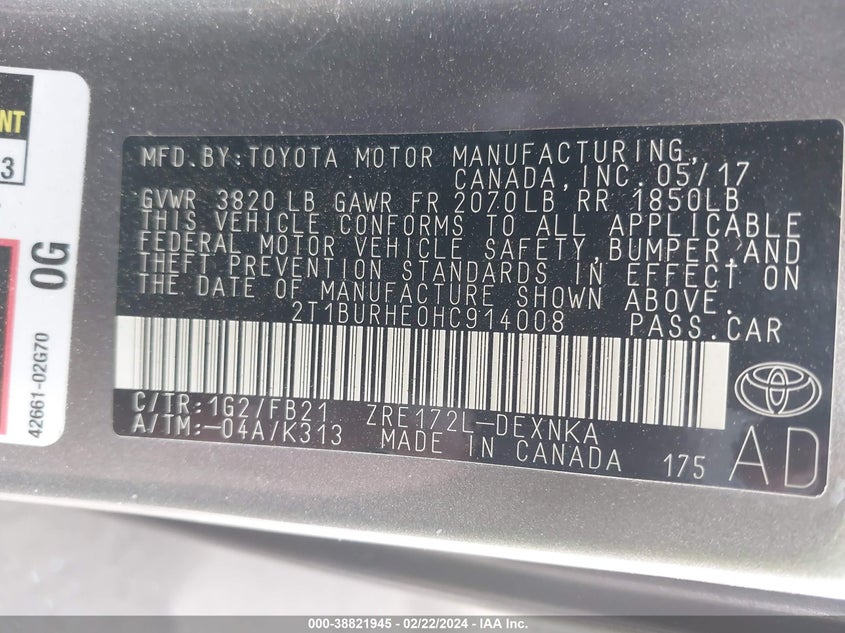 NT
3
0G
42661-02G70
MFD.BY:TOYOTA MOTOR MANUFACTURING,
CANADA,INC.05/17
GVWR 3820 LB GAWR FR 2070LB RR 1850LB
THIS VEHICLE CONFORMS TO ALL APPLICABLE
FEDERAL MOTOR VEHICLE SAFETY,BUMPER,AND
THEFT PREVENTION STANDARDS IN EFFECT ON
THE DATE OF MANUFACTURE SHOWN ABOVE.
2T1BURHE0HC914008 PASS.CAR
C/TR:1G2/FB21 ZRE172L-DEXNKA
A/TM:-04A/K313 MADE IN CANADA 175
AD
000-38821945 - 02/22/2024 - IAA Inc.